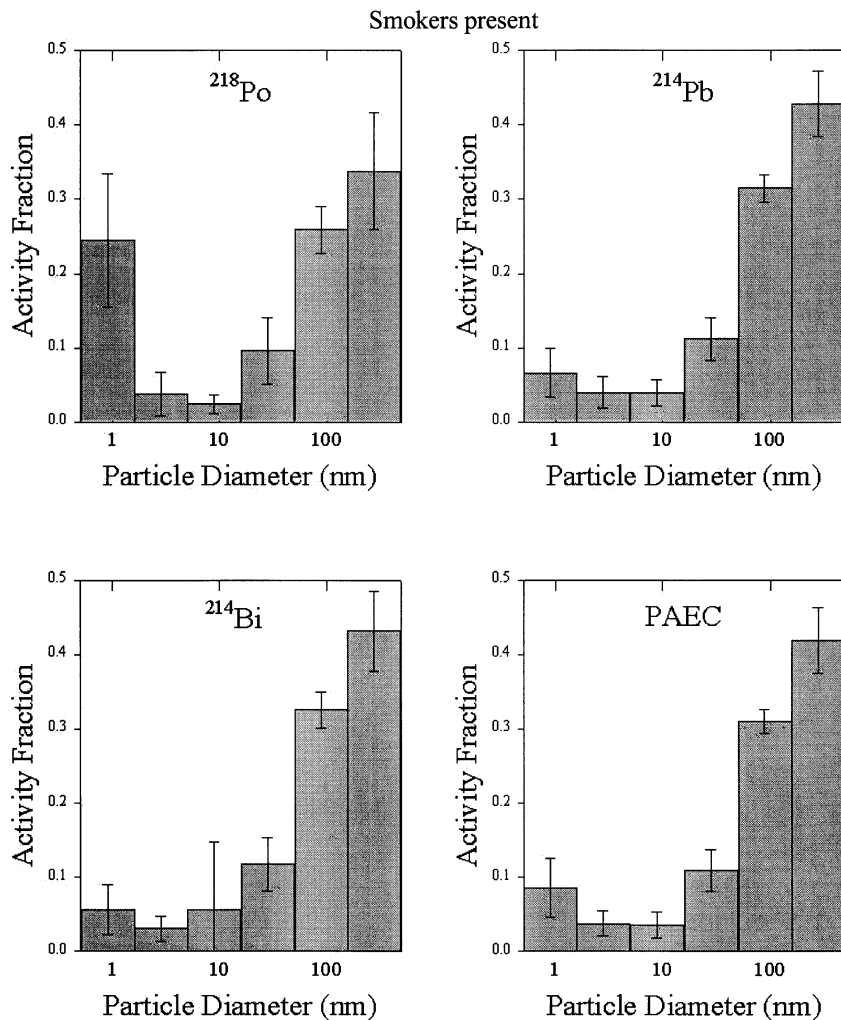 Smokers present
0.5
0.4
0.3
0.2
0.1
0.0
Activity Fraction
²¹⁸Po
1 10 100
Particle Diameter (nm)
0.5
0.4
0.3
0.2
0.1
0.0
Activity Fraction
²¹⁴Pb
1 10 100
Particle Diameter (nm)
0.5
0.4
0.3
0.2
0.1
0.0
Activity Fraction
²¹⁴Bi
1 10 100
Particle Diameter (nm)
0.5
0.4
0.3
0.2
0.1
0.0
Activity Fraction
PAEC
1 10 100
Particle Diameter (nm)